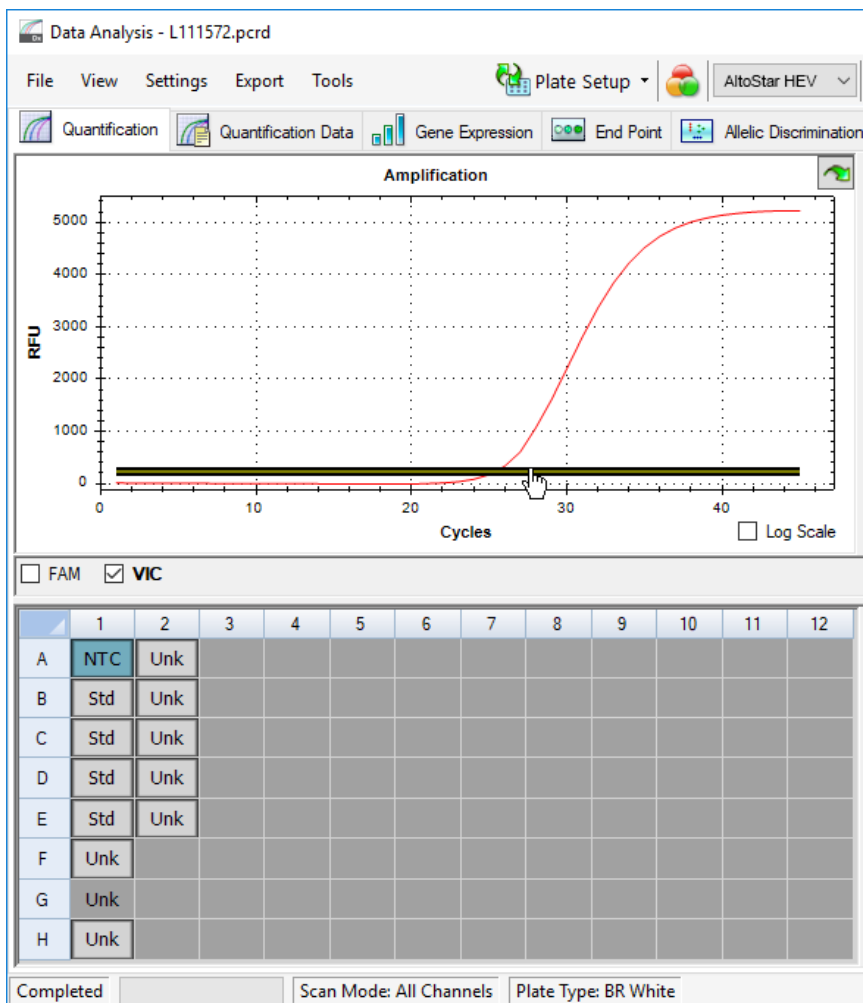 Data Analysis - L111572.pcrd
File View Settings Export Tools Plate Setup AltoStar HEV
Quantification Quantification Data Gene Expression End Point Allelic Discrimination
Amplification
5000
4000
3000
RFU
2000
1000
0
0 10 20 30 40
Cycles
Log Scale
FAM VIC
1 2 3 4 5 6 7 8 9 10 11 12
A NTC Unk
B Std Unk
C Std Unk
D Std Unk
E Std Unk
F Unk
G Unk
H Unk
Completed Scan Mode: All Channels Plate Type: BR White